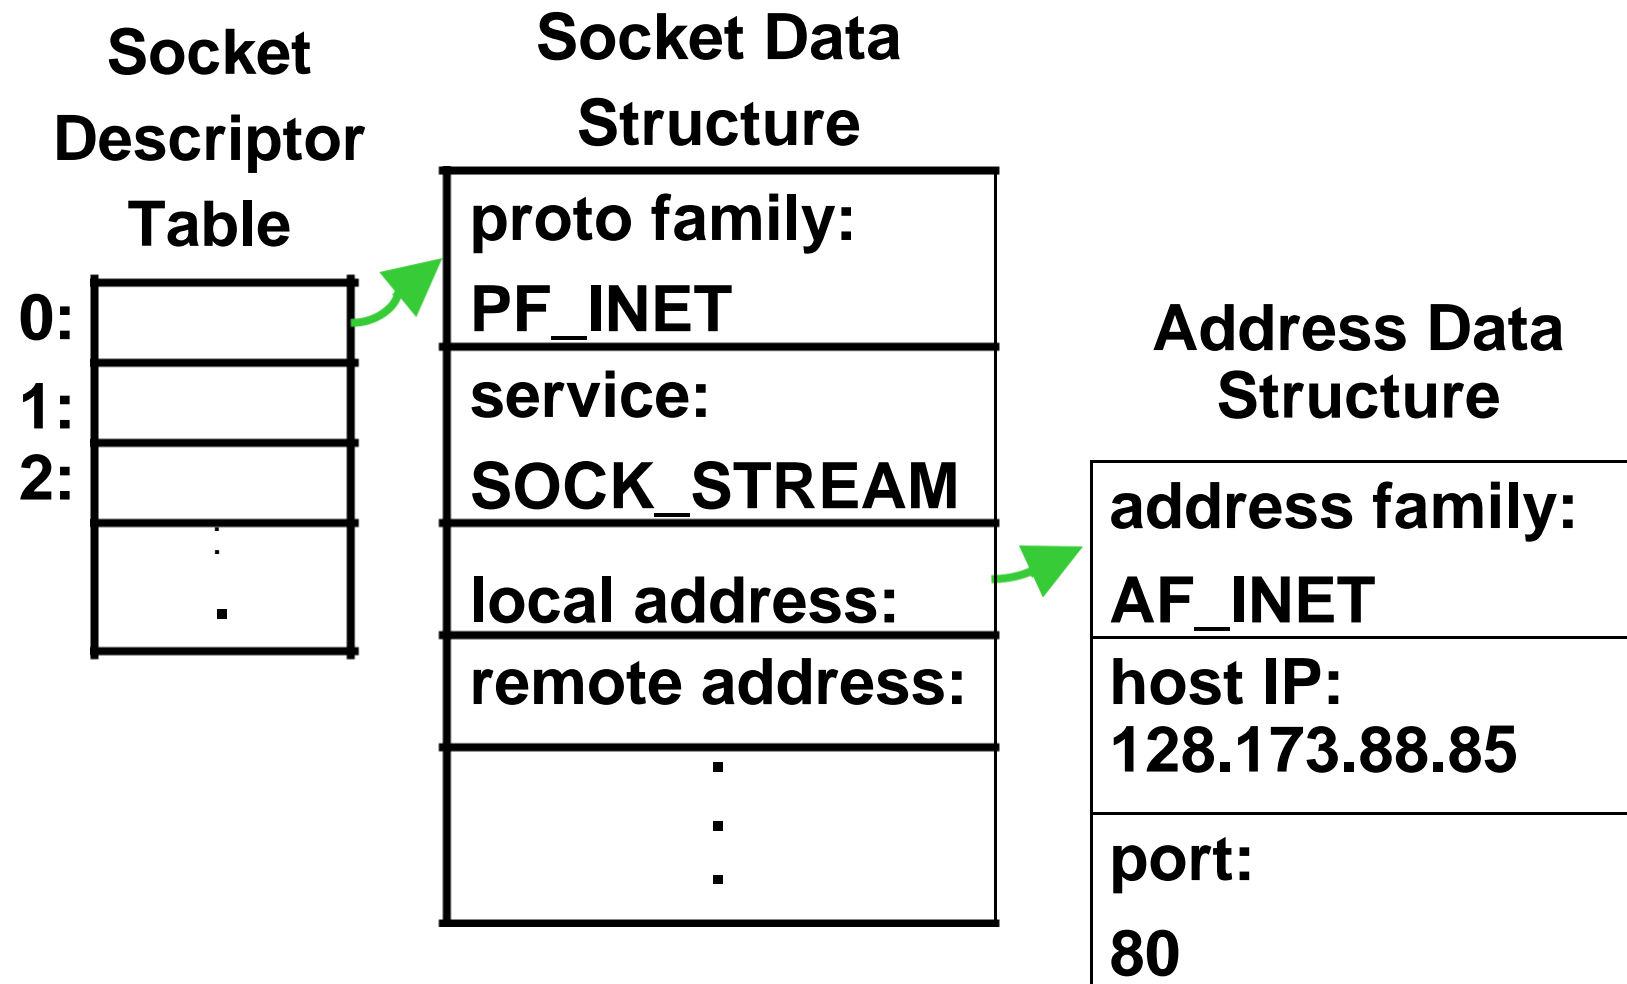 Socket
Descriptor
Table
0:
1:
2:
Socket Data
Structure
proto family:
PF_INET
service:
SOCK_STREAM
local address:
remote address:
Address Data
Structure
address family:
AF_INET
host IP:
128.173.88.85
port:
80